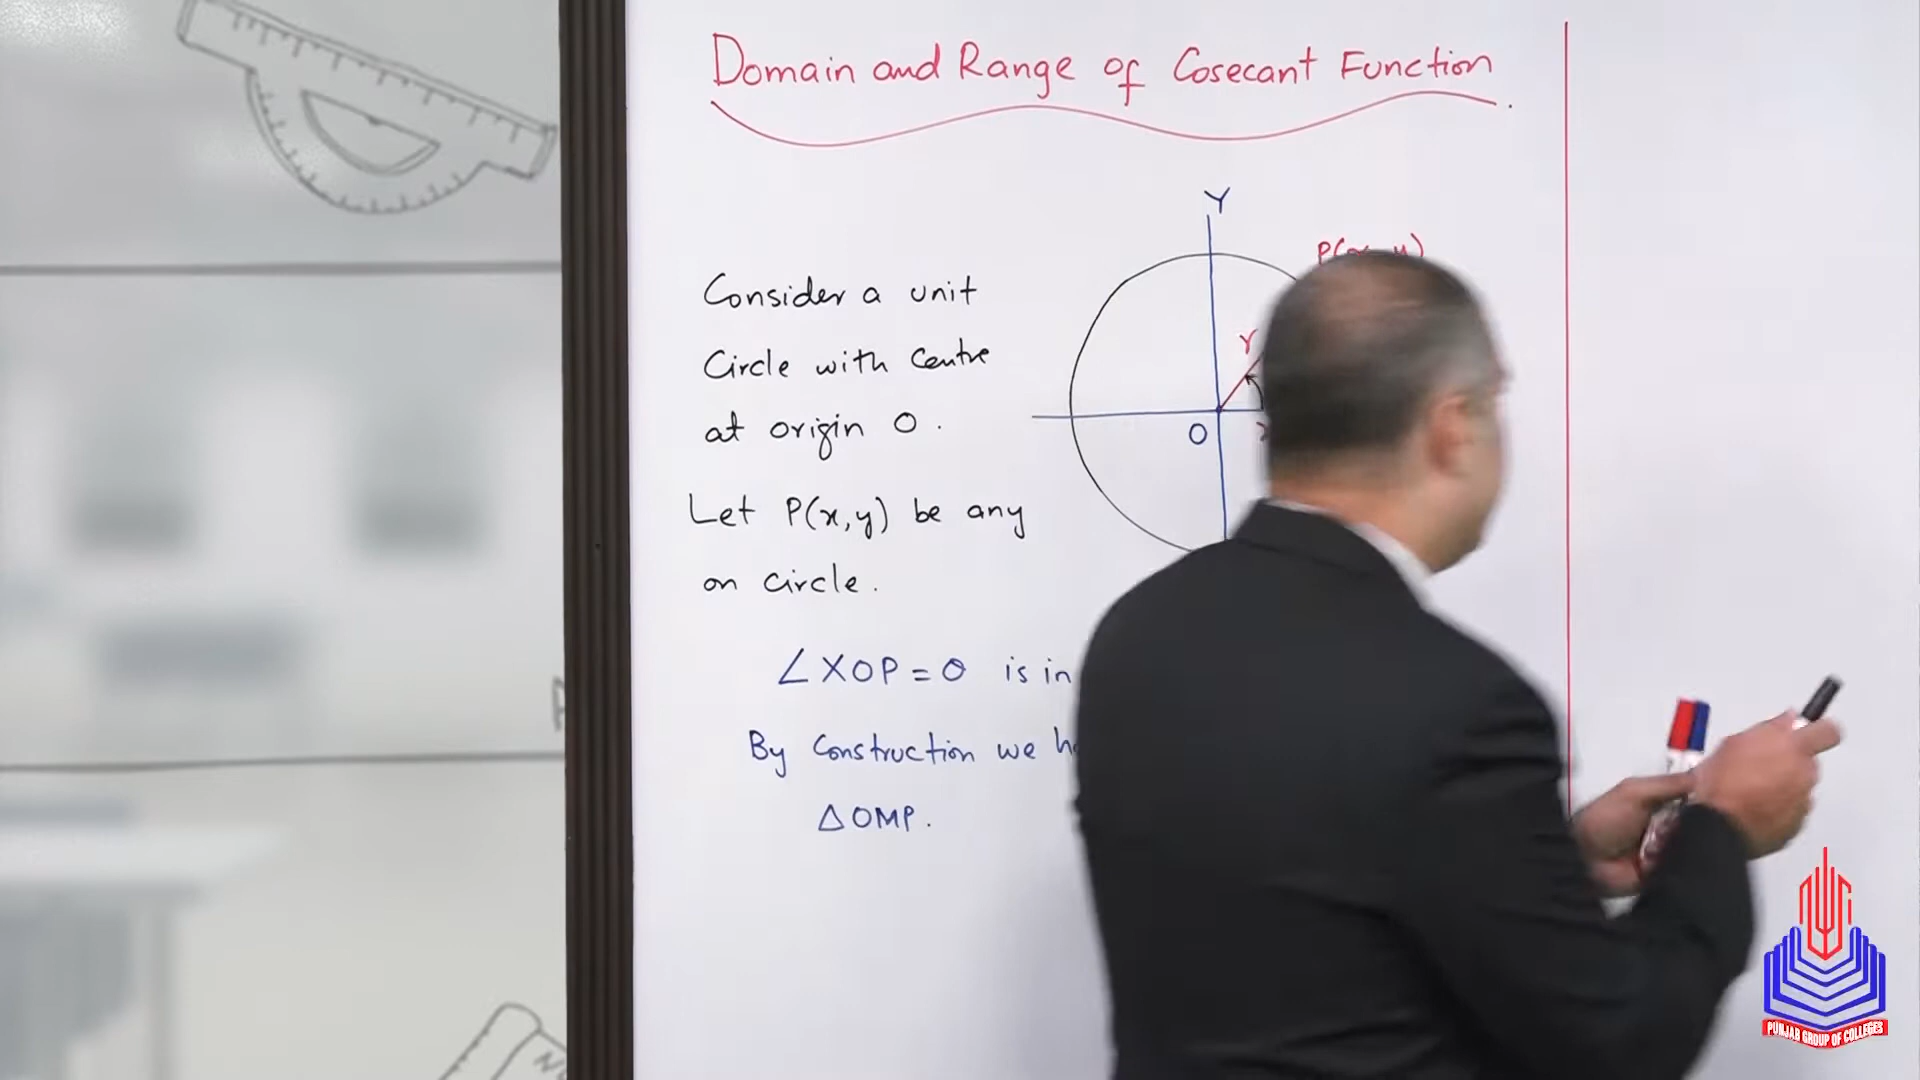 Domain and Range of Cosecant Function.
Y
Consider a unit
Circle with Centre
at origin O.
r
O
Let P(x,y) be any
on circle.
∠XOP = θ is in
By Construction we
△OMP.
PUNJAB GROUP OF COLLEGES